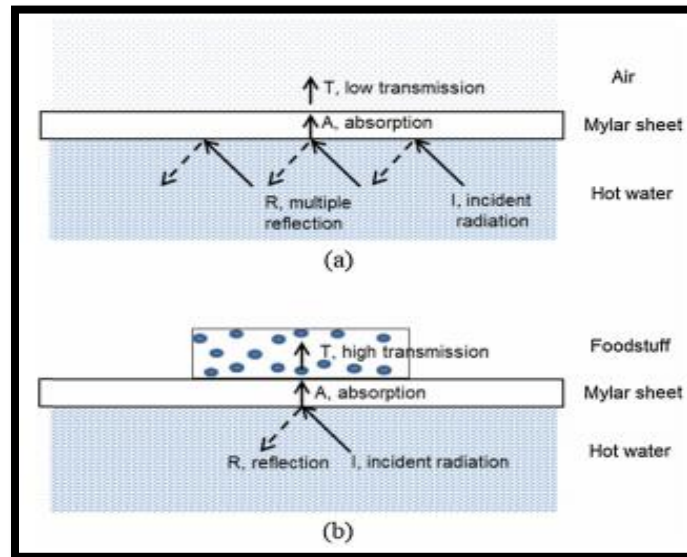 Air
T, low transmission
A, absorption
Mylar sheet
R, multiple
reflection
I, incident
radiation
Hot water
(a)
T, high transmission
Foodstuff
A, absorption
Mylar sheet
R, reflection
I, incident radiation
Hot water
(b)